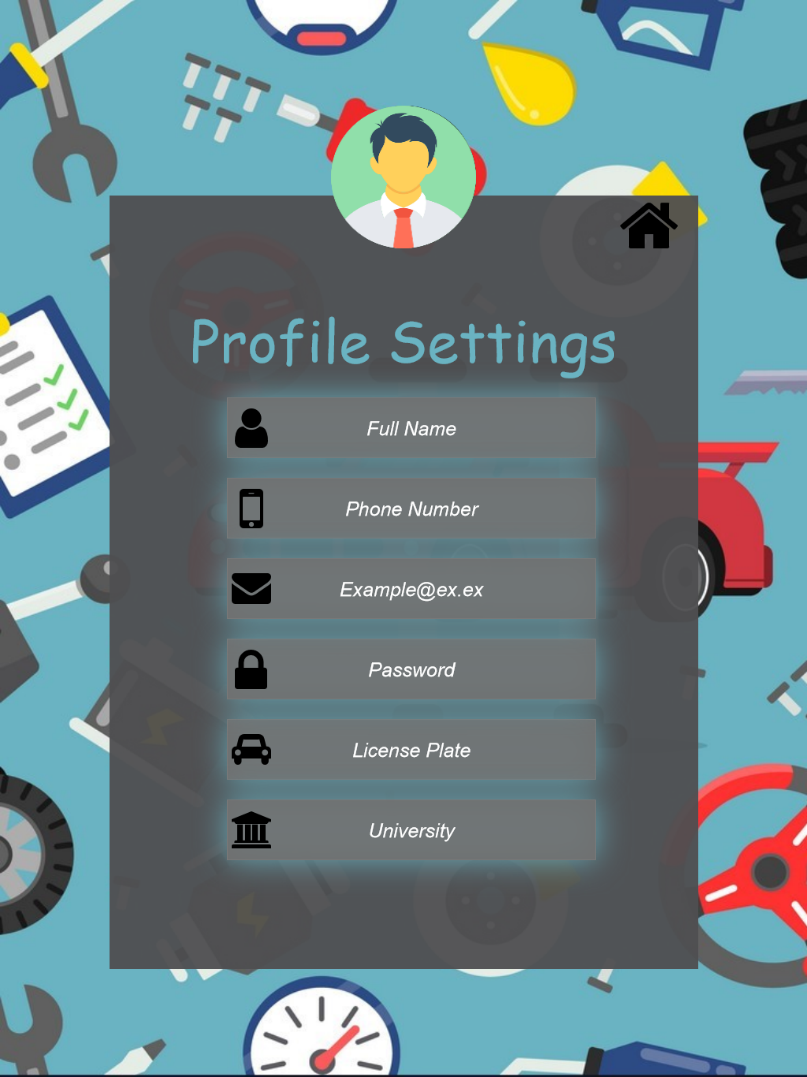 Profile Settings
Full Name
Phone Number
Example@ex.ex
Password
License Plate
University